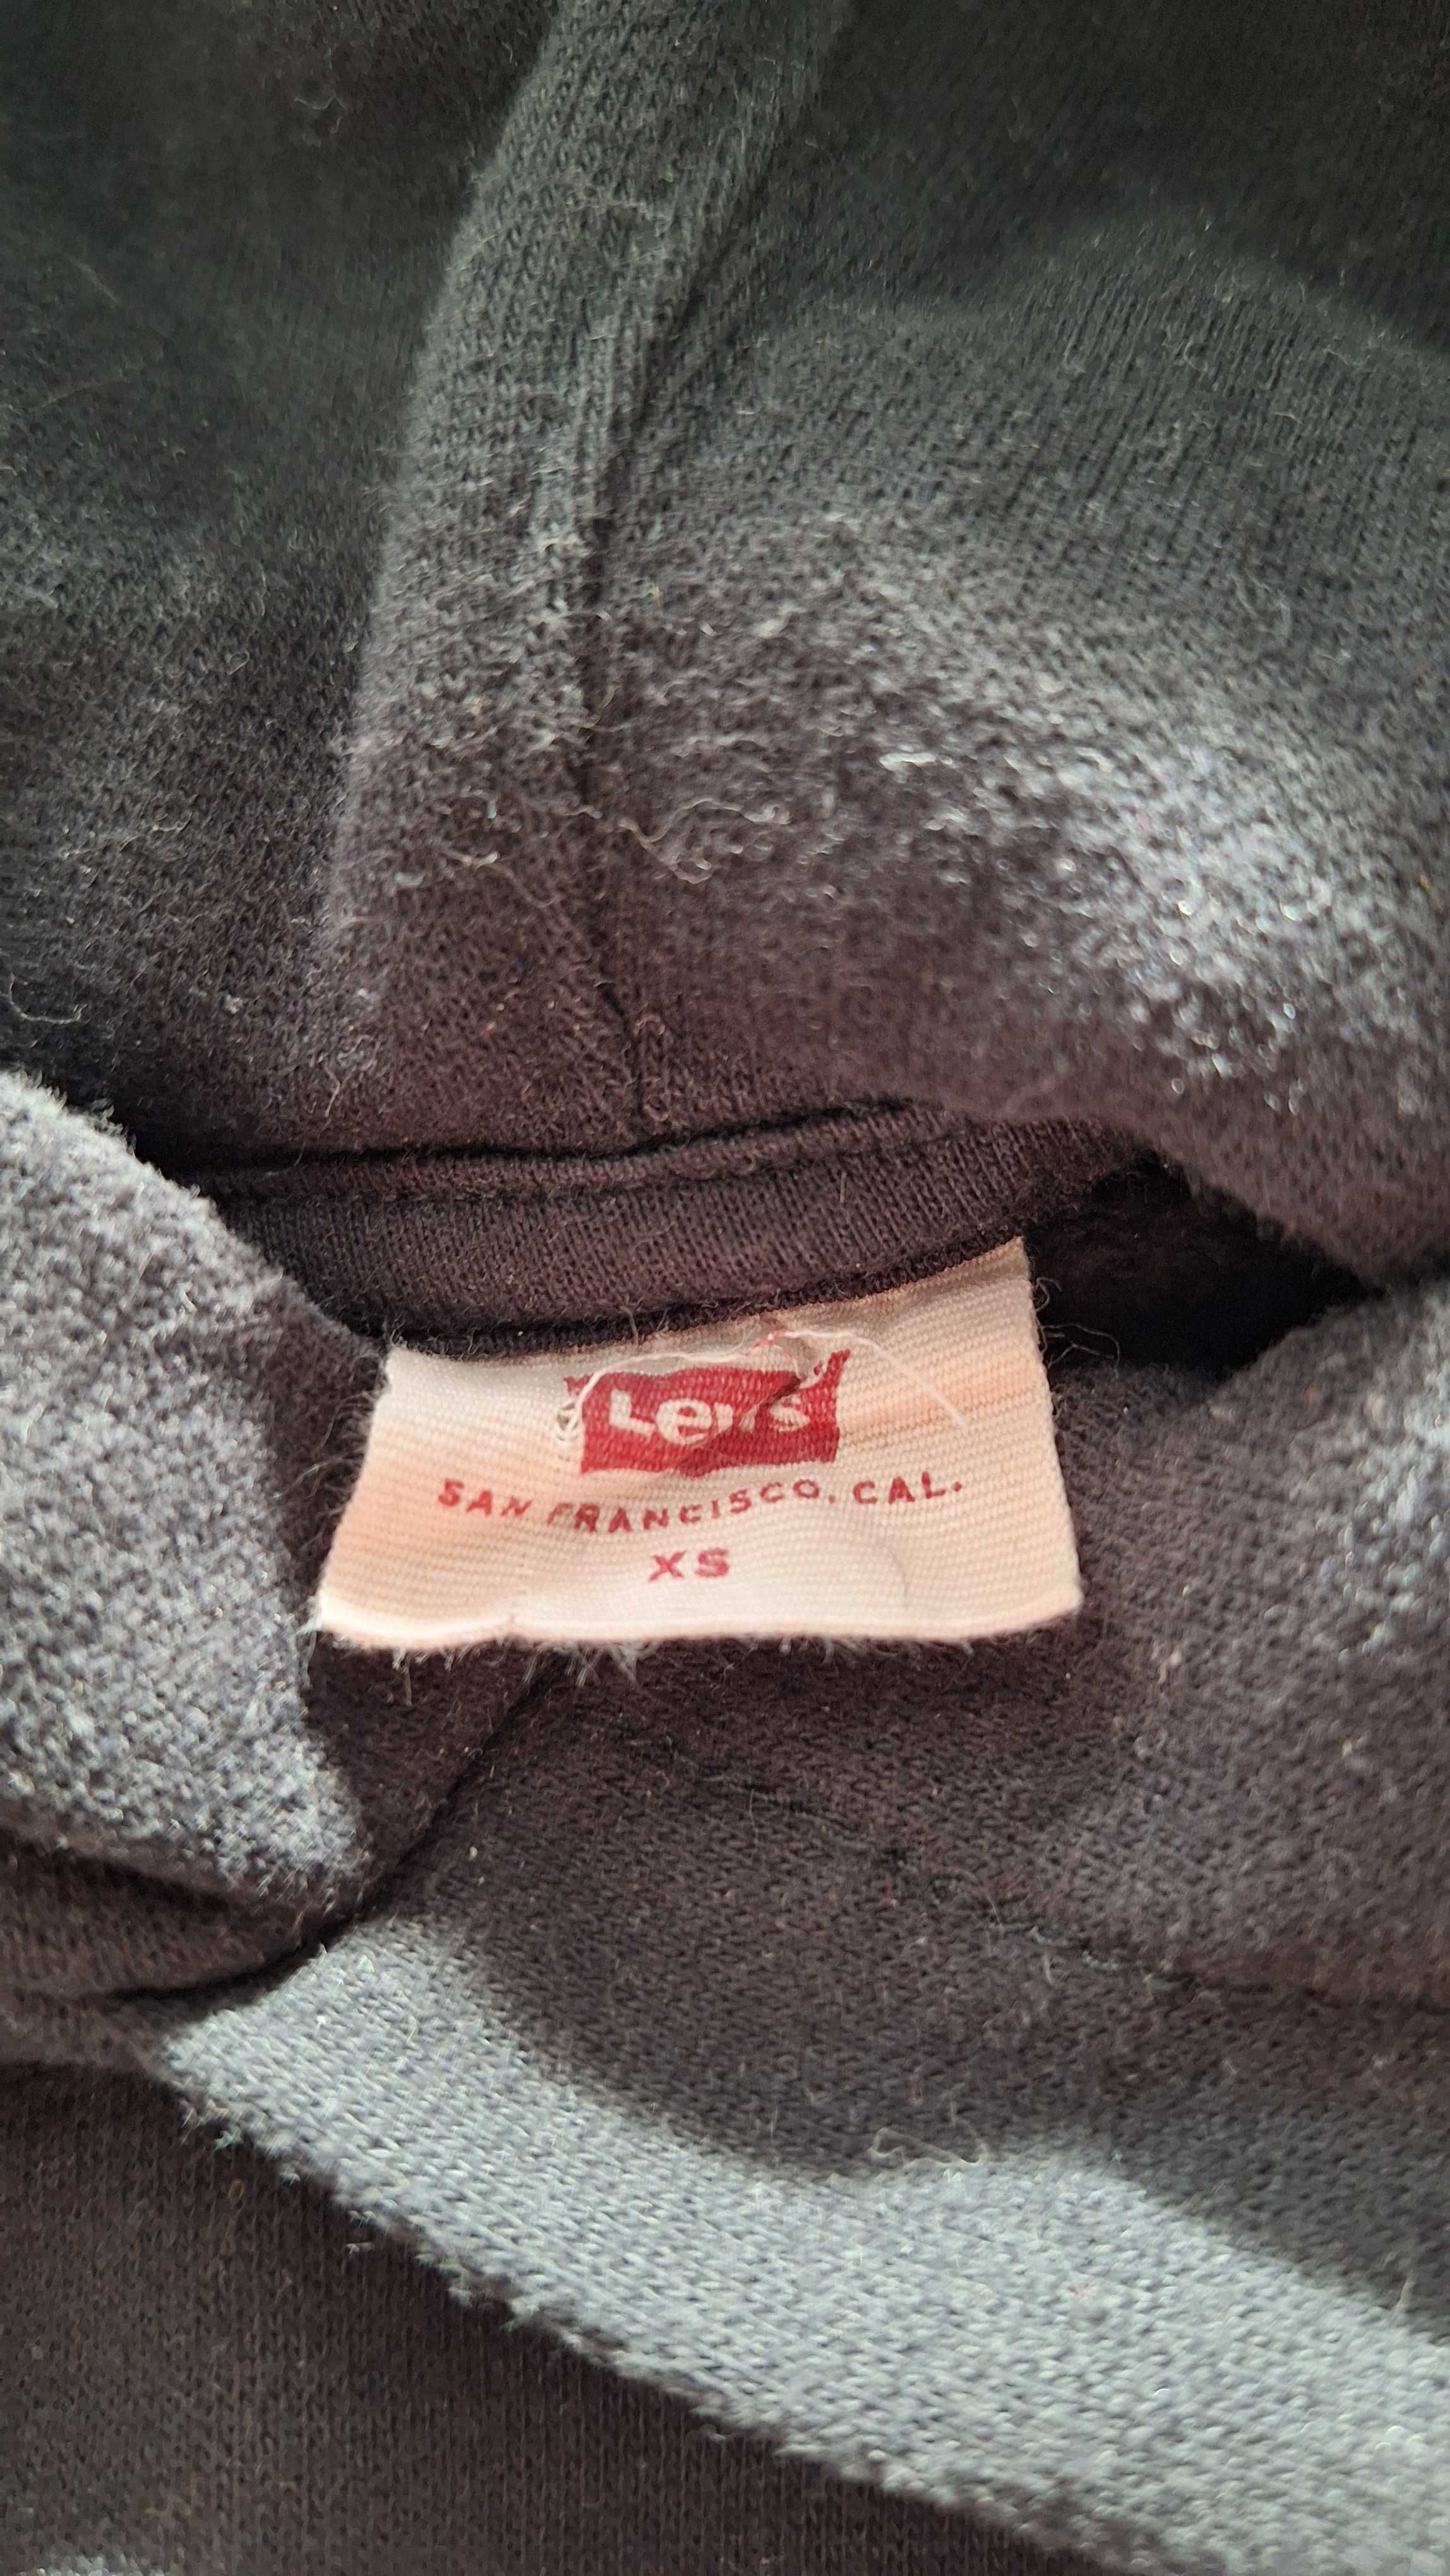 Levi's
SAN FRANCISCO, CAL.
XS